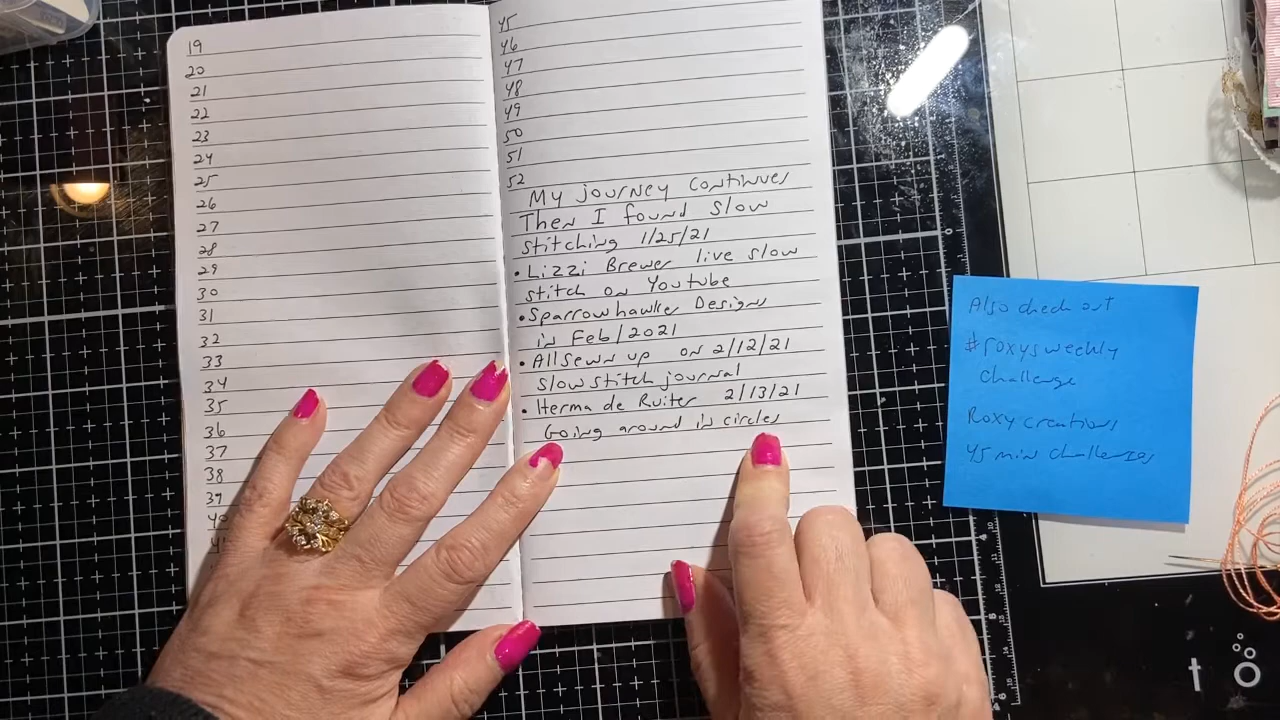 19
20
21
22
23
24
25
26
27
28
29
30
31
32
33
34
35
36
37
38
39
40
41
45
46
47
48
49
50
51
52
My journey continues
Then I found slow
stitching 1/25/21
• Lizzi Brewer live slow
stitch on Youtube
• Sparrowhawke Designs
in Feb/2021
• All sewn up on 2/12/21
slow stitch journal
• Herma de Ruiter 2/13/21
Going around in circles
Also check out
#roxysweekly
challenge
Roxy creations
45 min challenges
to